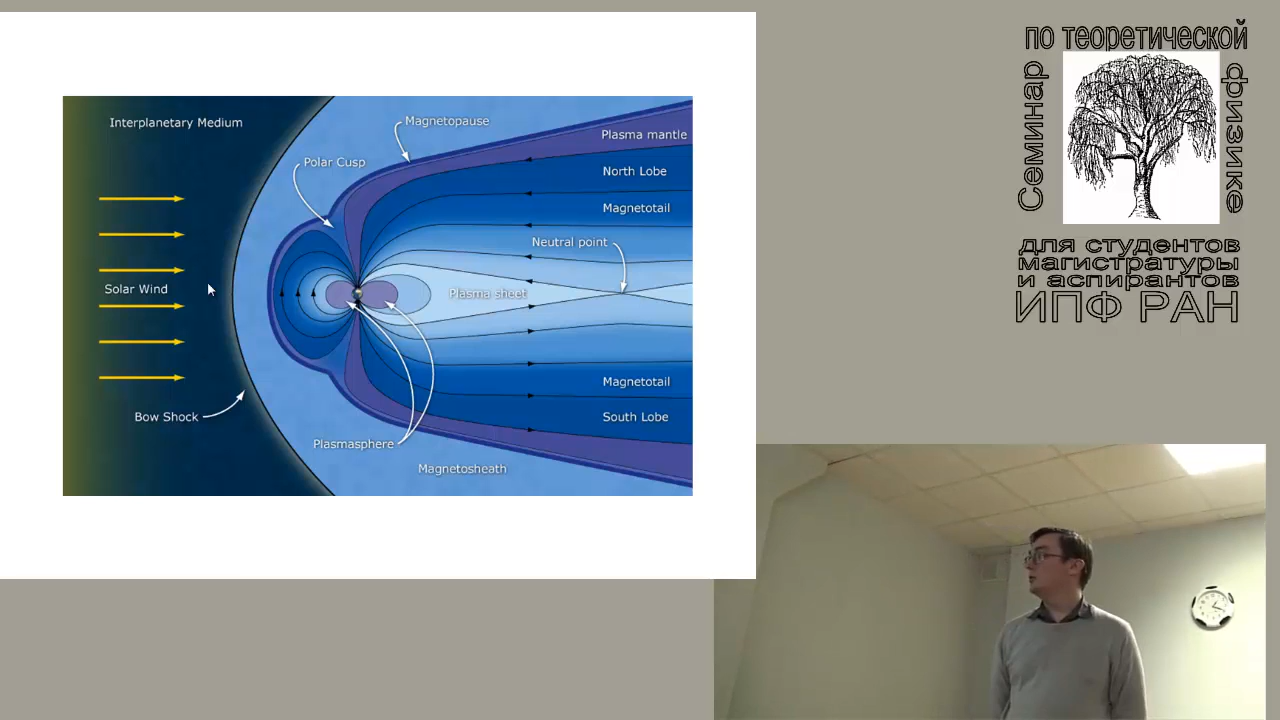 Interplanetary Medium
Magnetopause
Plasma mantle
Polar Cusp
North Lobe
Magnetotail
Neutral point
Solar Wind
Plasma sheet
Magnetotail
Bow Shock
South Lobe
Plasmasphere
Magnetosheath
Семинар
по теоретической
физике
для студентов
магистратуры
и аспирантов
ИПФ РАН